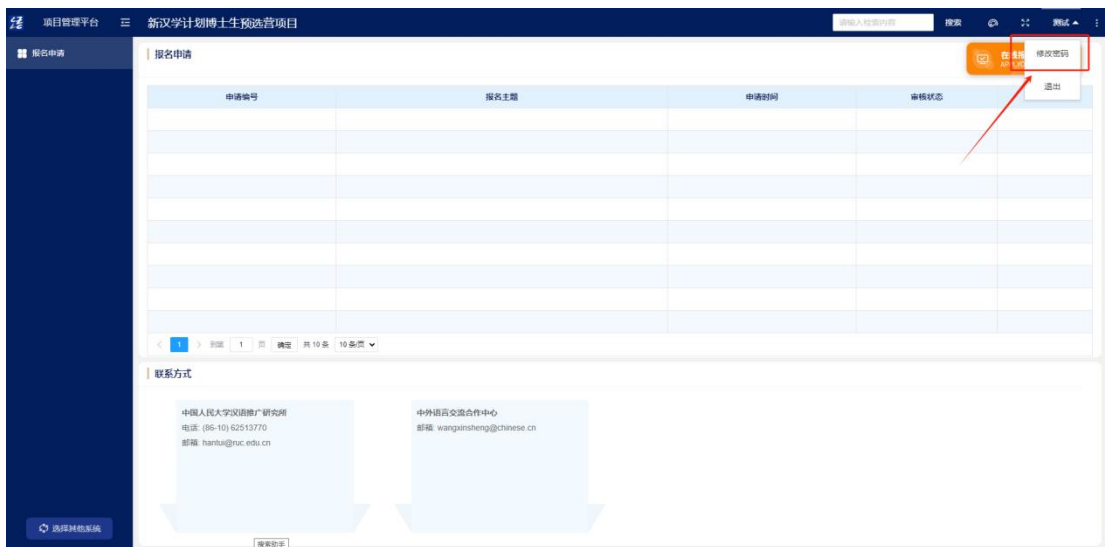 项目管理平台
新汉学计划博士生预选营项目
请输入检索内容
搜索
测试
报名申请
报名申请
修改密码
退出
申请编号 报名主题 申请时间 审核状态
1 到第 1 页 确定 共 10 条 10 条/页
联系方式
中国人民大学汉语推广研究所
电话: (86-10) 62513770
邮箱: hantui@ruc.edu.cn
中外语言交流合作中心
邮箱: wangxinsheng@chinese.cn
选择其他系统
搜索助手